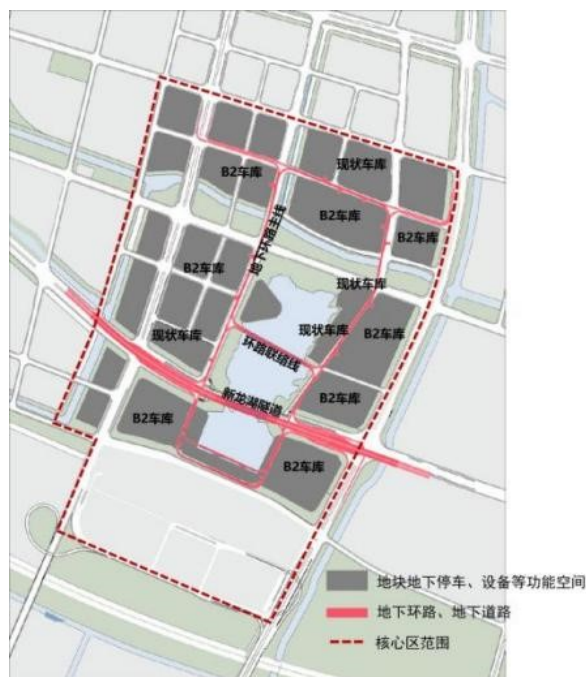 现状车库
B2车库
B2车库
B2车库
地下环路主线
B2车库
现状车库
现状车库
现状车库
B2车库
环路联络线
新龙湖隧道
B2车库
B2车库
B2车库
地块地下停车、设备等功能空间
地下环路、地下道路
核心区范围